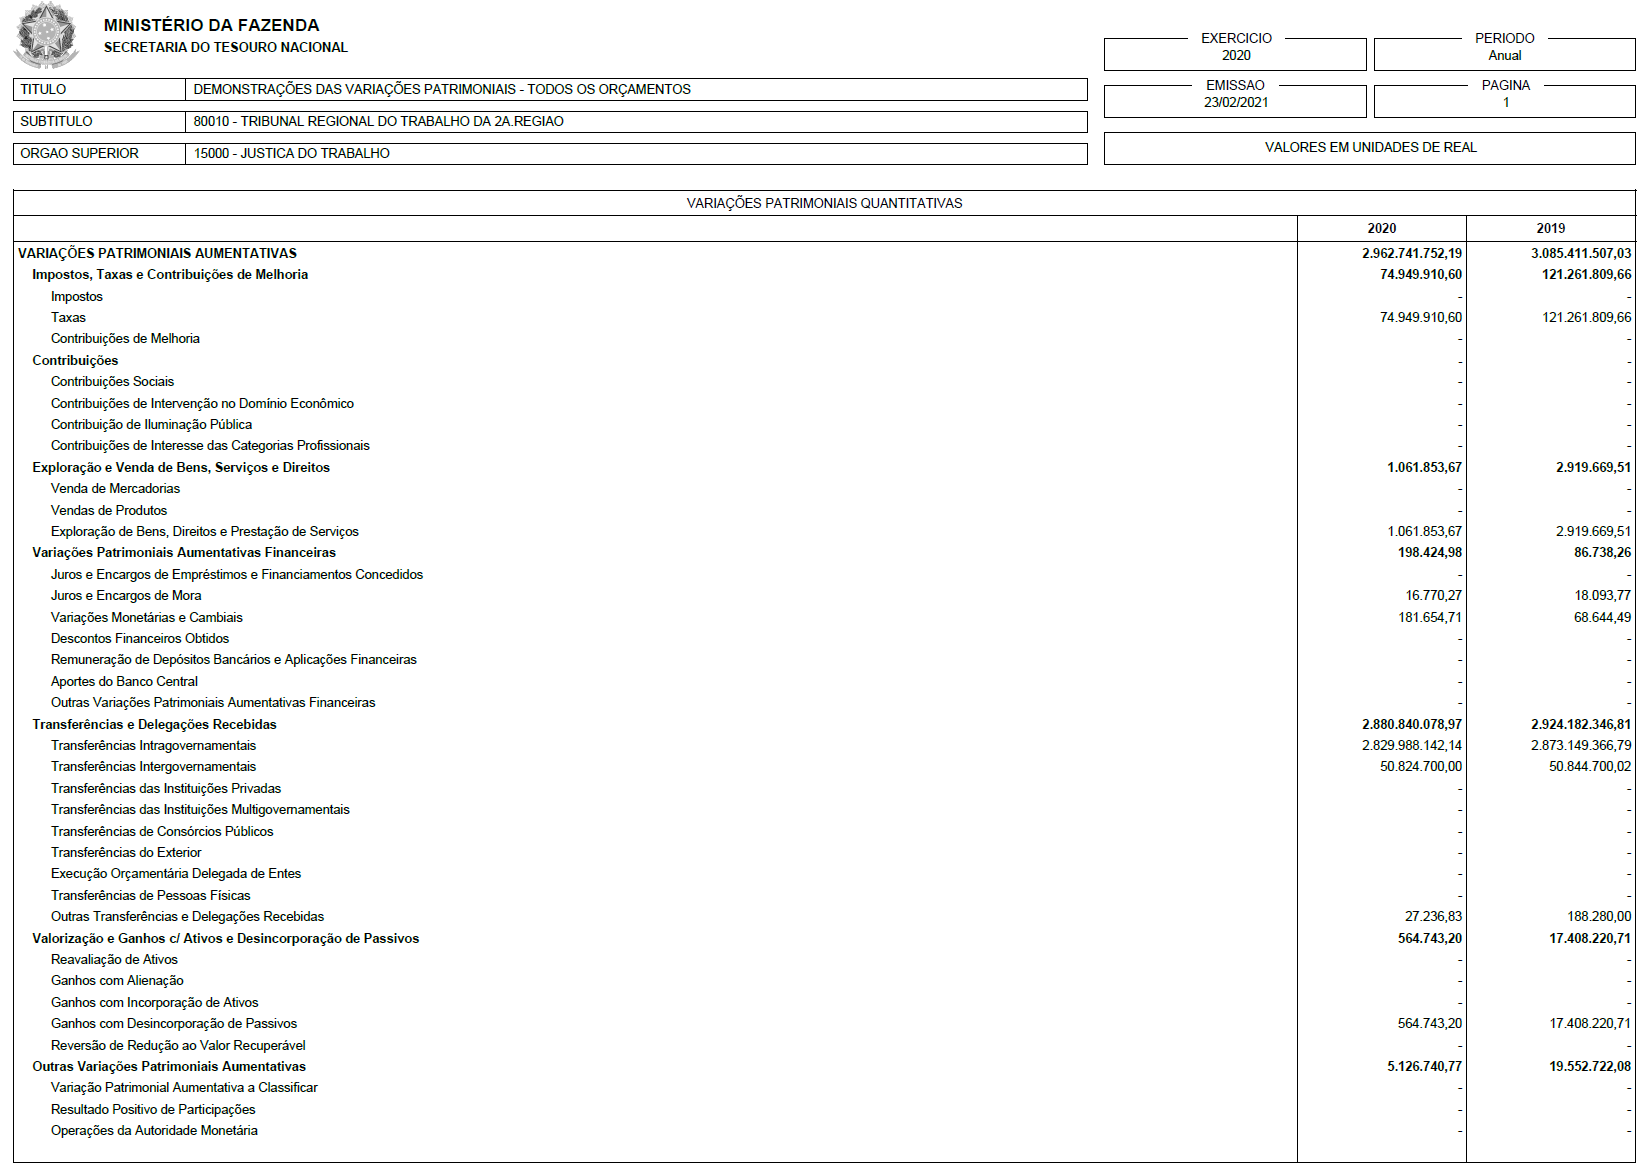 MINISTÉRIO DA FAZENDA
SECRETARIA DO TESOURO NACIONAL
EXERCICIO
2020
PERIODO
Anual
EMISSAO
23/02/2021
PAGINA
1
TITULO DEMONSTRAÇÕES DAS VARIAÇÕES PATRIMONIAIS - TODOS OS ORÇAMENTOS
SUBTITULO 80010 - TRIBUNAL REGIONAL DO TRABALHO DA 2A.REGIAO
ORGAO SUPERIOR 15000 - JUSTICA DO TRABALHO
VALORES EM UNIDADES DE REAL
VARIAÇÕES PATRIMONIAIS QUANTITATIVAS
2020 2019
VARIAÇÕES PATRIMONIAIS AUMENTATIVAS 2.962.741.752,19 3.085.411.507,03
Impostos, Taxas e Contribuições de Melhoria 74.949.910,60 121.261.809,66
Impostos - -
Taxas 74.949.910,60 121.261.809,66
Contribuições de Melhoria - -
Contribuições - -
Contribuições Sociais - -
Contribuições de Intervenção no Domínio Econômico - -
Contribuição de Iluminação Pública - -
Contribuições de Interesse das Categorias Profissionais - -
Exploração e Venda de Bens, Serviços e Direitos 1.061.853,67 2.919.669,51
Venda de Mercadorias - -
Vendas de Produtos - -
Exploração de Bens, Direitos e Prestação de Serviços 1.061.853,67 2.919.669,51
Variações Patrimoniais Aumentativas Financeiras 198.424,98 86.738,26
Juros e Encargos de Empréstimos e Financiamentos Concedidos - -
Juros e Encargos de Mora 16.770,27 18.093,77
Variações Monetárias e Cambiais 181.654,71 68.644,49
Descontos Financeiros Obtidos - -
Remuneração de Depósitos Bancários e Aplicações Financeiras - -
Aportes do Banco Central - -
Outras Variações Patrimoniais Aumentativas Financeiras - -
Transferências e Delegações Recebidas 2.880.840.078,97 2.924.182.346,81
Transferências Intragovernamentais 2.829.988.142,14 2.873.149.366,79
Transferências Intergovernamentais 50.824.700,00 50.844.700,02
Transferências das Instituições Privadas - -
Transferências das Instituições Multigovernamentais - -
Transferências de Consórcios Públicos - -
Transferências do Exterior - -
Execução Orçamentária Delegada de Entes - -
Transferências de Pessoas Físicas - -
Outras Transferências e Delegações Recebidas 27.236,83 188.280,00
Valorização e Ganhos c/ Ativos e Desincorporação de Passivos 564.743,20 17.408.220,71
Reavaliação de Ativos - -
Ganhos com Alienação - -
Ganhos com Incorporação de Ativos - -
Ganhos com Desincorporação de Passivos 564.743,20 17.408.220,71
Reversão de Redução ao Valor Recuperável - -
Outras Variações Patrimoniais Aumentativas 5.126.740,77 19.552.722,08
Variação Patrimonial Aumentativa a Classificar - -
Resultado Positivo de Participações - -
Operações da Autoridade Monetária - -